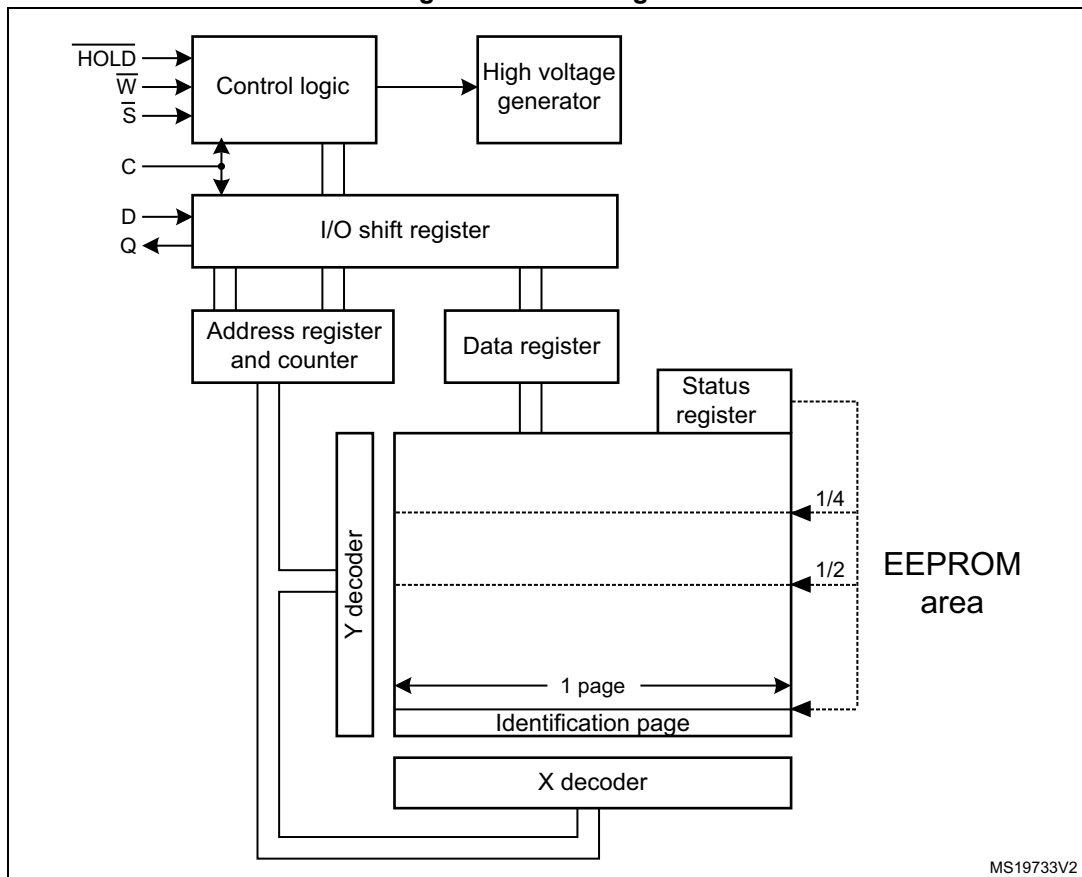 HOLD
W
S
C
D
Q
Control logic
High voltage
generator
I/O shift register
Address register
and counter
Data register
Status
register
Y decoder
1/4
1/2
EEPROM
area
1 page
Identification page
X decoder
MS19733V2